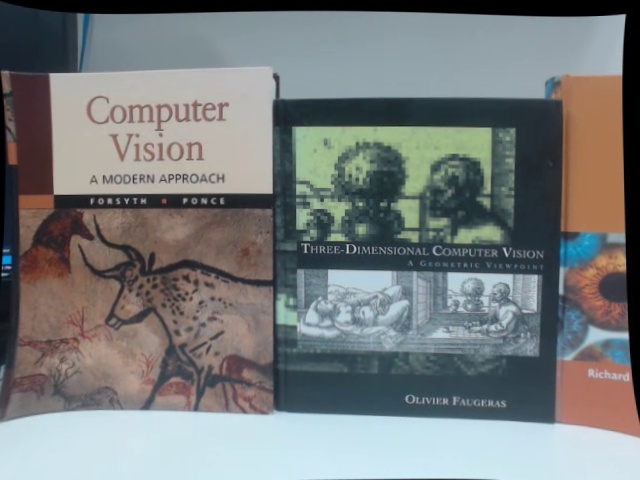 Computer
Vision
A MODERN APPROACH
FORSYTH ▪ PONCE
THREE-DIMENSIONAL COMPUTER VISION
A GEOMETRIC VIEWPOINT
OLIVIER FAUGERAS
Richard